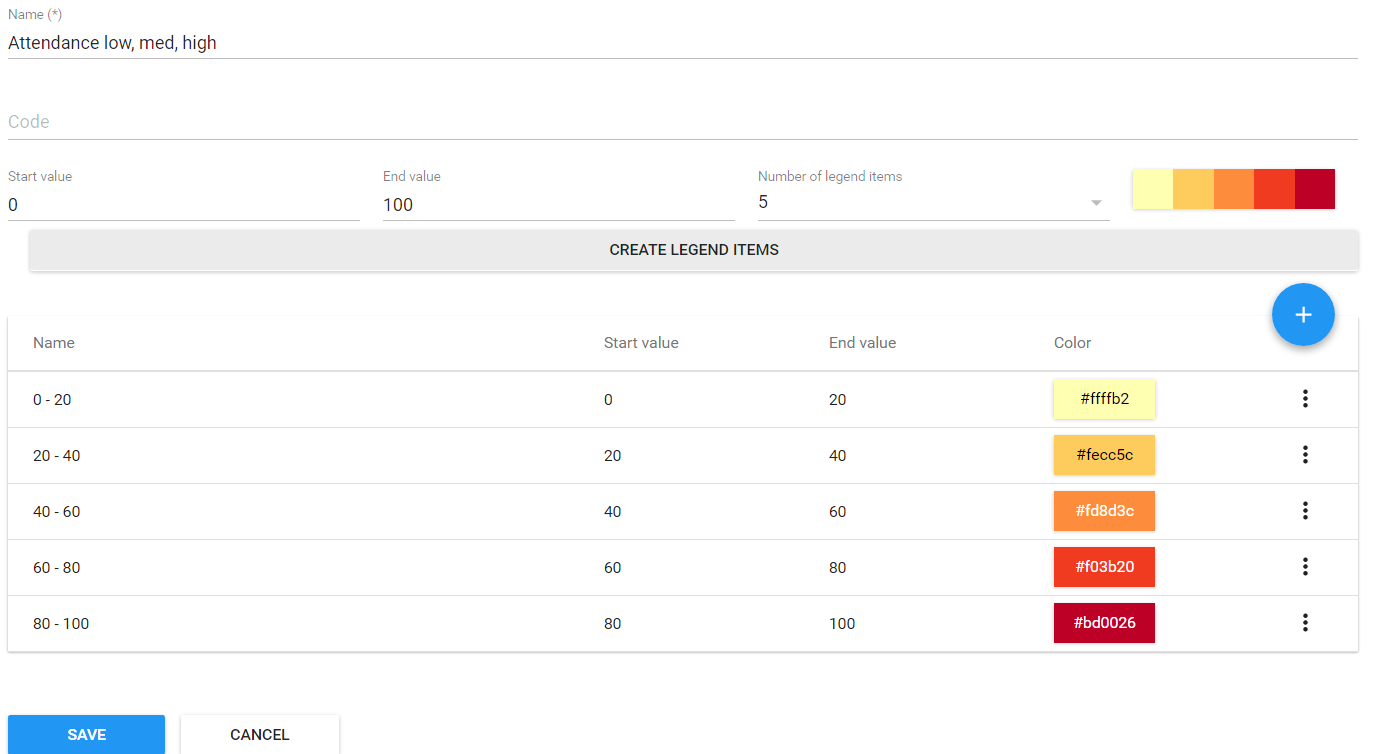 Name (*)
Attendance low, med, high
Code
Start value End value Number of legend items
0 100 5
CREATE LEGEND ITEMS
+
Name Start value End value Color
0 - 20 0 20 #ffffb2
20 - 40 20 40 #fecc5c
40 - 60 40 60 #fd8d3c
60 - 80 60 80 #f03b20
80 - 100 80 100 #bd0026
SAVE CANCEL